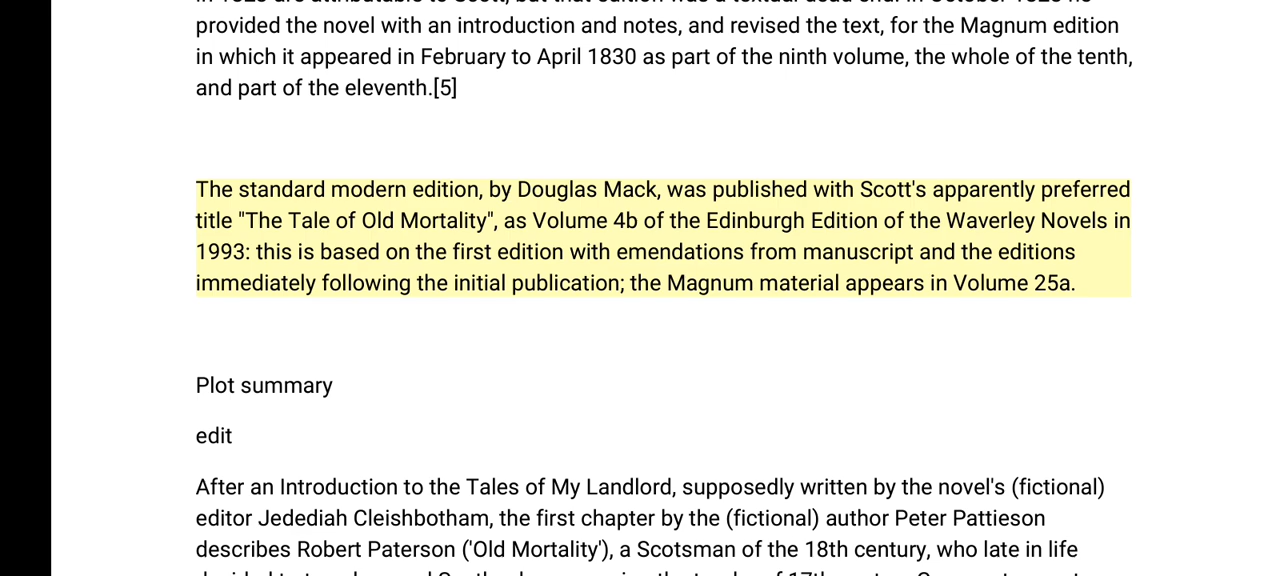 provided the novel with an introduction and notes, and revised the text, for the Magnum edition
in which it appeared in February to April 1830 as part of the ninth volume, the whole of the tenth,
and part of the eleventh.[5]
The standard modern edition, by Douglas Mack, was published with Scott's apparently preferred
title "The Tale of Old Mortality", as Volume 4b of the Edinburgh Edition of the Waverley Novels in
1993: this is based on the first edition with emendations from manuscript and the editions
immediately following the initial publication; the Magnum material appears in Volume 25a.
Plot summary
edit
After an Introduction to the Tales of My Landlord, supposedly written by the novel's (fictional)
editor Jedediah Cleishbotham, the first chapter by the (fictional) author Peter Pattieson
describes Robert Paterson ('Old Mortality'), a Scotsman of the 18th century, who late in life